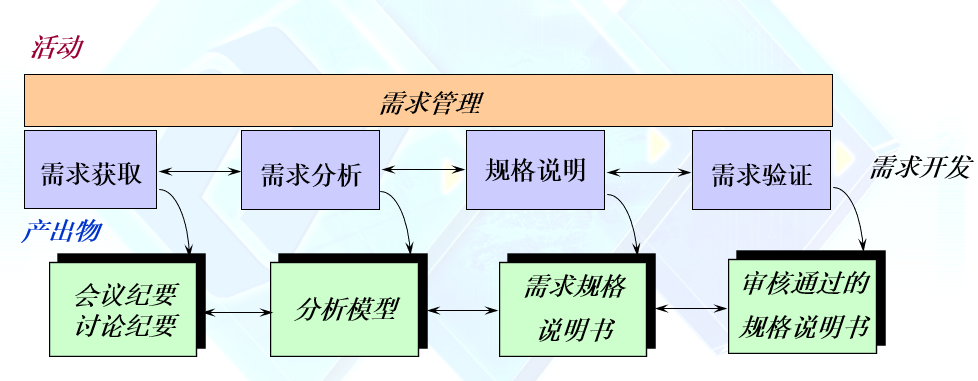 活动
需求管理
需求获取
需求分析
规格说明
需求验证
需求开发
产出物
会议纪要
讨论纪要
分析模型
需求规格
说明书
审核通过的
规格说明书